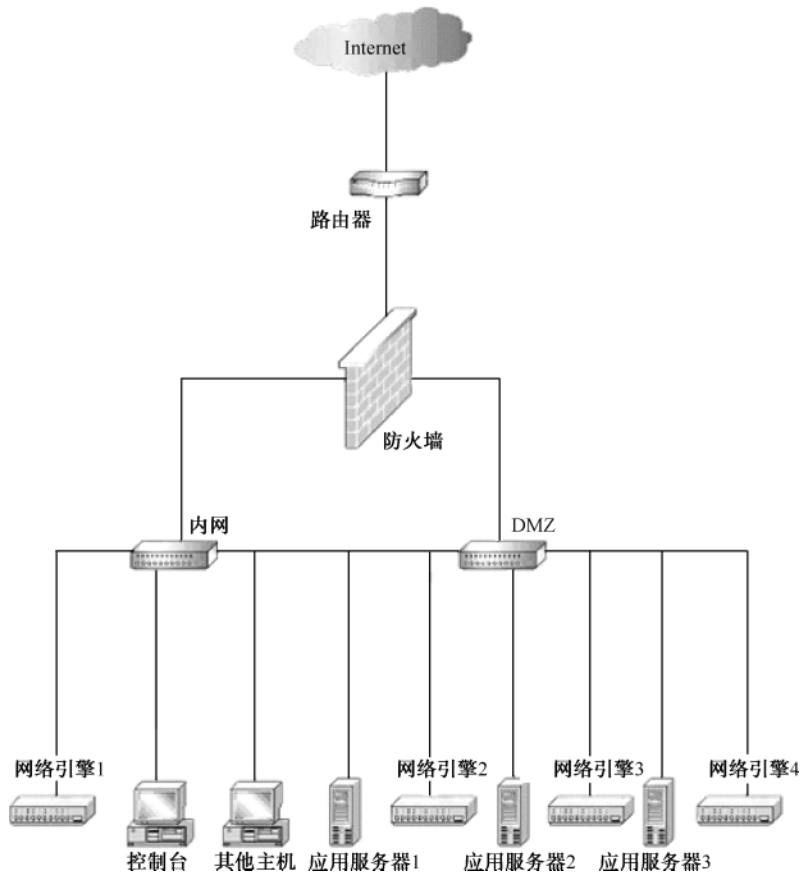 Internet
路由器
防火墙
内网
DMZ
网络引擎1
网络引擎2
网络引擎3
网络引擎4
控制台
其他主机
应用服务器1
应用服务器2
应用服务器3